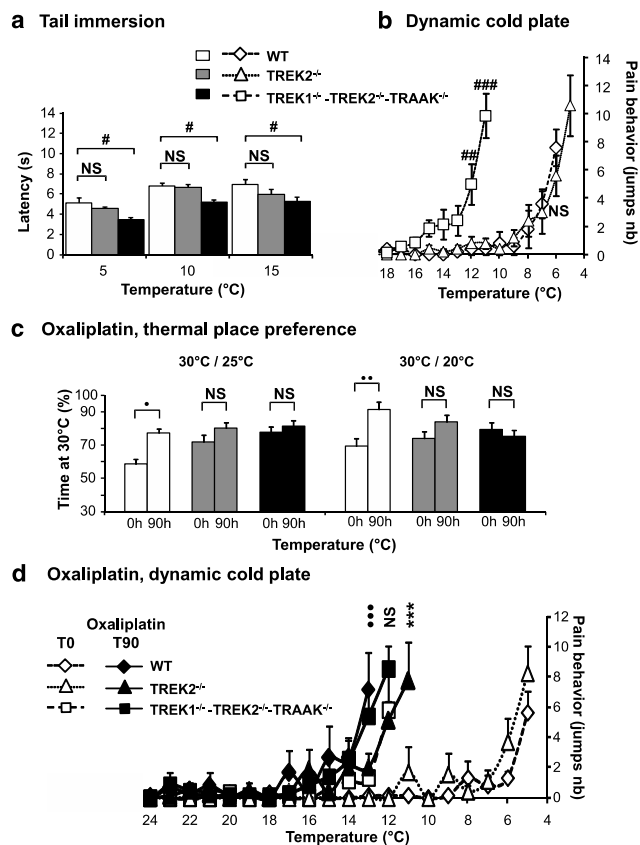 a Tail immersion
b Dynamic cold plate
WT
TREK2-/-
TREK1-/--TREK2-/--TRAAK-/-
Latency (s)
14
12
10
8
6
4
2
0
#
NS
#
NS
#
NS
5 10 15
Temperature (°C)
###
##
NS
10
8
6
4
2
0
Pain behavior (jumps nb)
18 16 14 12 10 8 6 4
Temperature (°C)
c Oxaliplatin, thermal place preference
30°C / 25°C
30°C / 20°C
Time at 30°C (%)
100
90
70
50
30
•
NS
NS
••
NS
NS
0h 90h 0h 90h 0h 90h 0h 90h 0h 90h 0h 90h
Temperature (°C)
d Oxaliplatin, dynamic cold plate
Oxaliplatin
T0 T90
WT
TREK2-/-
TREK1-/--TREK2-/--TRAAK-/-
•••
NS
***
12
10
8
6
4
2
0
Pain behavior (jumps nb)
24 22 20 18 16 14 12 10 8 6 4
Temperature (°C)